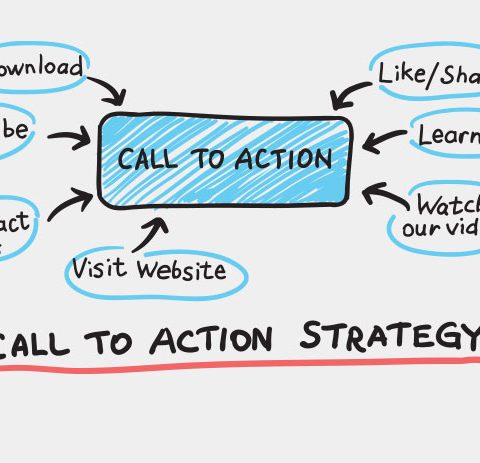 ownload
Like/Sha
be
CALL TO ACTION
Learn
act
Watch
our vid
Visit Website
CALL TO ACTION STRATEGY